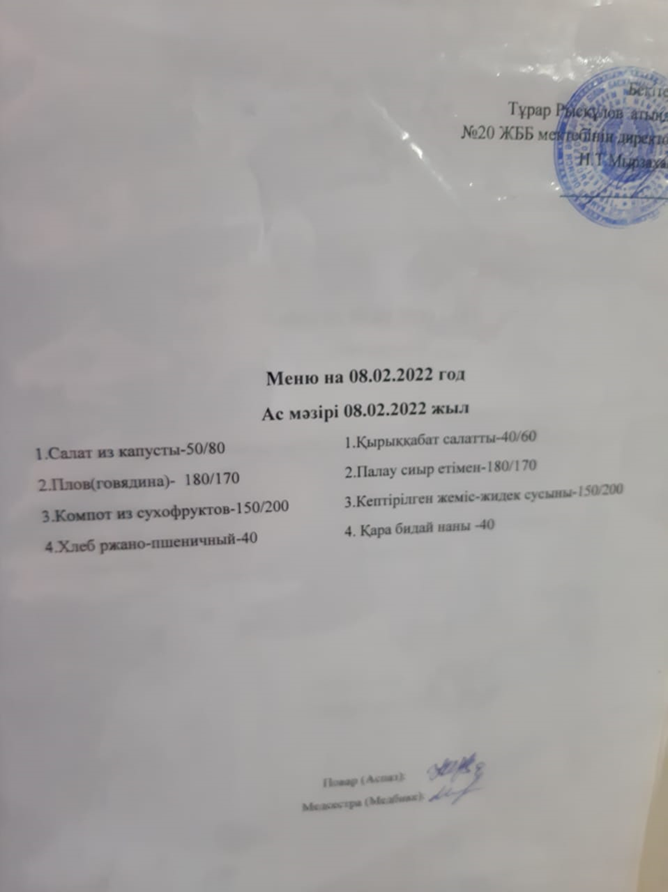 Тұрар Рысқұлов
№20 ЖББ мектебінің
Н.Т.
Меню на 08.02.2022 год
Ас мәзірі 08.02.2022 жыл
1.Салат из капусты-50/80
2.Плов(говядина)- 180/170
3.Компот из сухофруктов-150/200
4.Хлеб ржано-пшеничный-40
1.Қырыққабат салатты-40/60
2.Палау сиыр етімен-180/170
3.Кептірілген жеміс-жидек сусыны-150/200
4. Қара бидай наны -40
Повар (Аспаз):
Медсестра (Медбике):